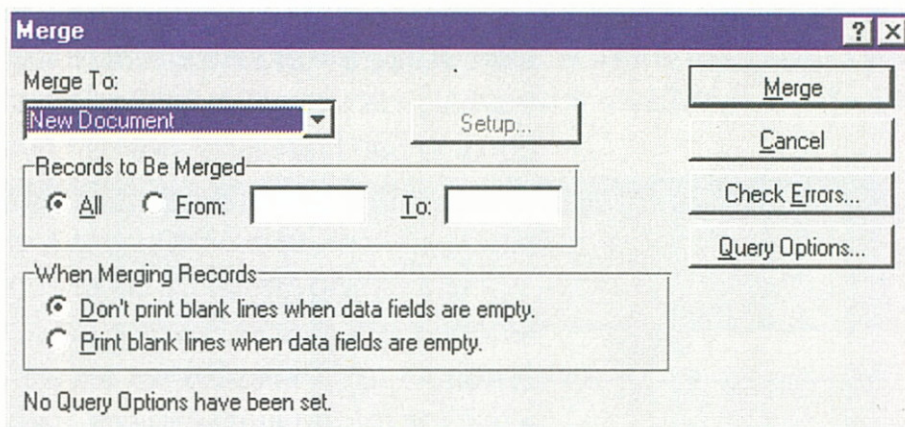 Merge
Merge To:
New Document
Setup...
Merge
Cancel
Check Errors...
Query Options...
Records to Be Merged
All From: To:
When Merging Records
Don't print blank lines when data fields are empty.
Print blank lines when data fields are empty.
No Query Options have been set.